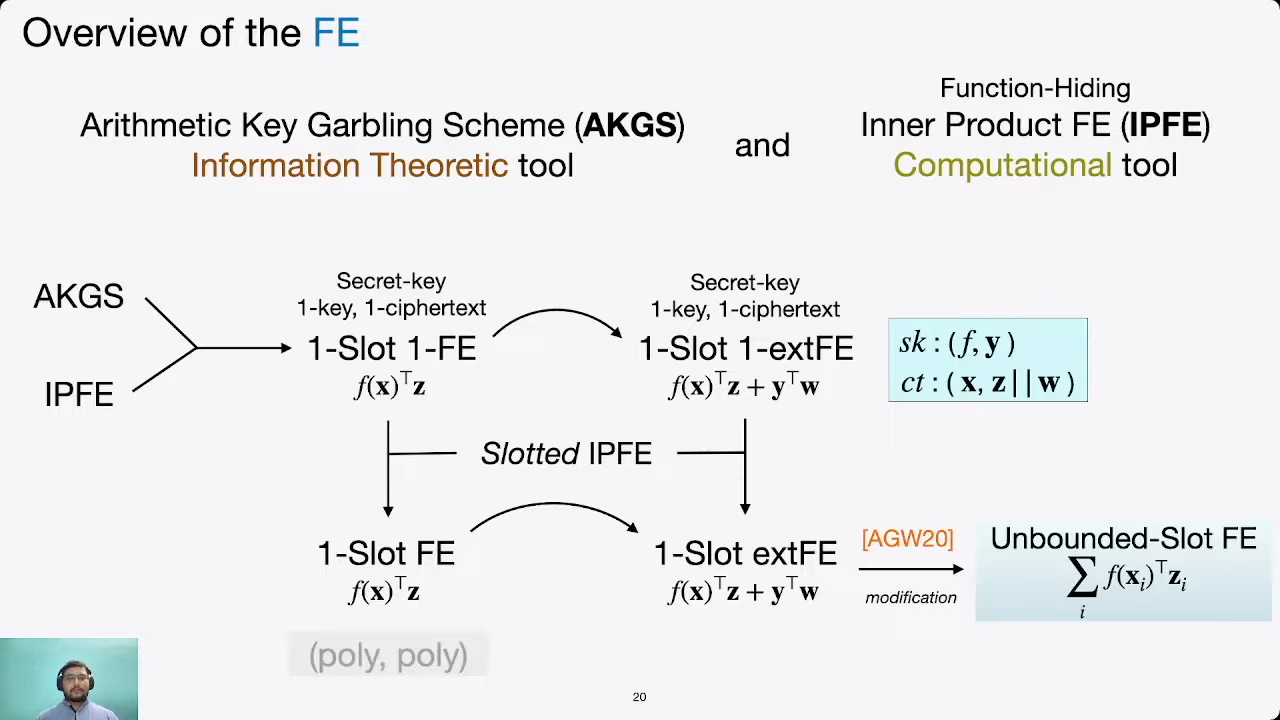 Overview of the FE
Function-Hiding
Arithmetic Key Garbling Scheme (AKGS)
Information Theoretic tool
and
Inner Product FE (IPFE)
Computational tool
AKGS
IPFE
Secret-key
1-key, 1-ciphertext
1-Slot 1-FE
f(x)⊤z
Secret-key
1-key, 1-ciphertext
1-Slot 1-extFE
f(x)⊤z + y⊤w
sk : ( f, y )
ct : ( x, z || w )
Slotted IPFE
1-Slot FE
f(x)⊤z
1-Slot extFE
f(x)⊤z + y⊤w
[AGW20]
modification
Unbounded-Slot FE
∑ f(xᵢ)⊤zᵢ
i
(poly, poly)
20